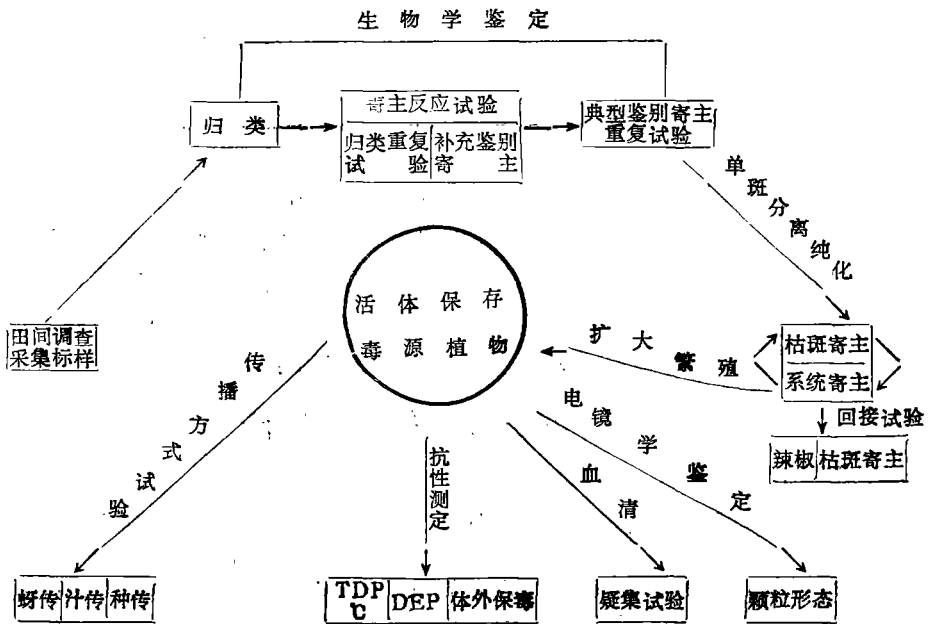 生物学鉴定
归类
寄主反应试验
归类重复
试验
补充鉴别
寄主
典型鉴别寄主
重复试验
单斑分离纯化
田间调查
采集标样
活体保存
毒源植物
扩大繁殖
枯斑寄主
系统寄主
回接试验
辣椒 枯斑寄主
传播方式试验
抗性测定
血清
电镜学鉴定
蚜传 汁传 种传
TDP
℃
DEP
体外保毒
疑集试验
颗粒形态